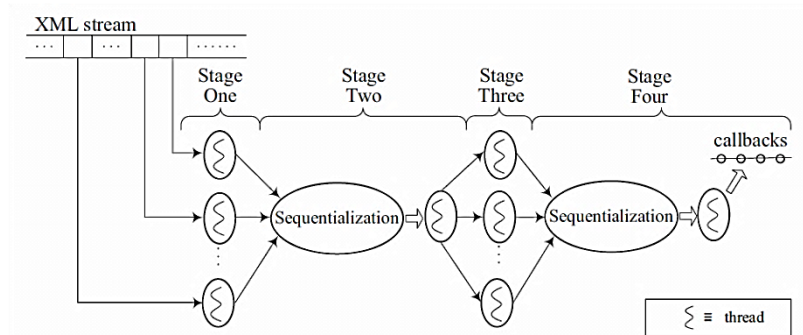 XML stream
... ... ......
Stage One
Stage Two
Stage Three
Stage Four
callbacks
Sequentialization
Sequentialization
≡ thread